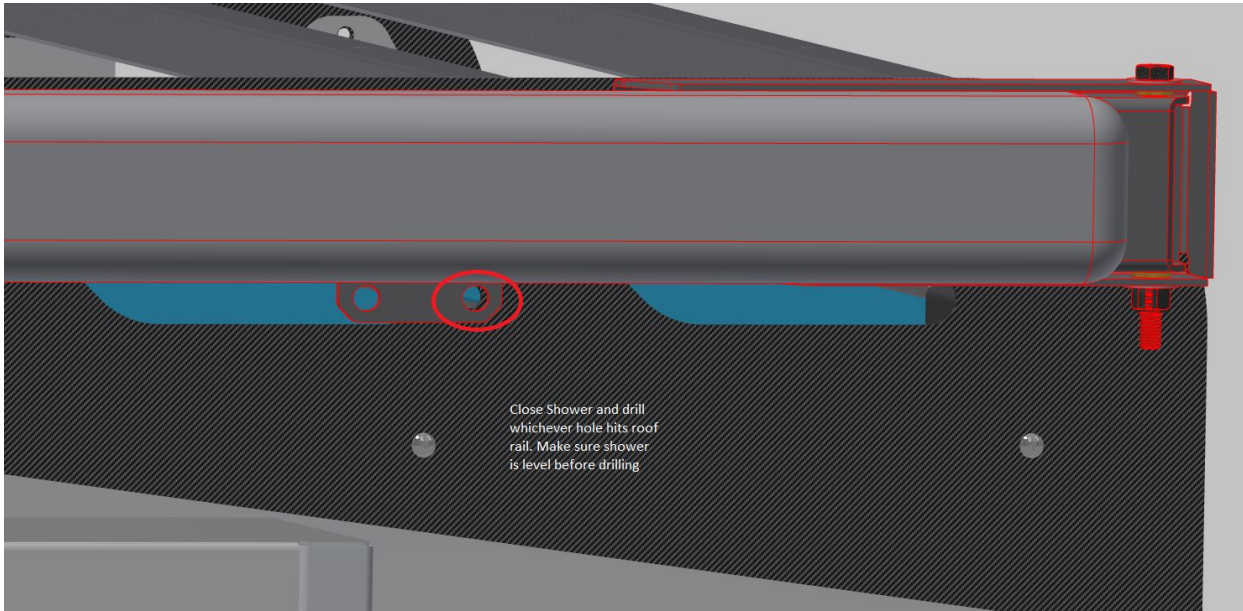 Close Shower and drill
whichever hole hits roof
rail. Make sure shower
is level before drilling